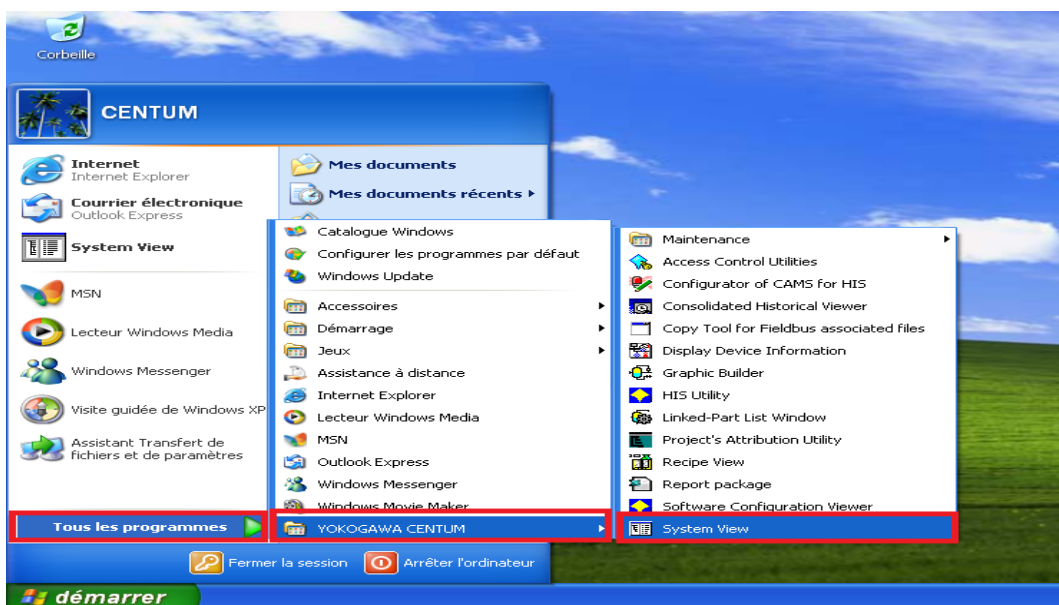 Corbeille
CENTUM
Internet
Internet Explorer
Courrier électronique
Outlook Express
System View
MSN
Lecteur Windows Media
Windows Messenger
Visite guidée de Windows XP
Assistant Transfert de
fichiers et de paramètres
Tous les programmes
Mes documents
Mes documents récents
Catalogue Windows
Configurer les programmes par défaut
Windows Update
Accessoires
Démarrage
Jeux
Assistance à distance
Internet Explorer
Lecteur Windows Media
MSN
Outlook Express
Windows Messenger
Windows Movie Maker
YOKOGAWA CENTUM
Maintenance
Access Control Utilities
Configurator of CAMS for HIS
Consolidated Historical Viewer
Copy Tool for Fieldbus associated files
Display Device Information
Graphic Builder
HIS Utility
Linked-Part List Window
Project's Attribution Utility
Recipe View
Report package
Software Configuration Viewer
System View
Fermer la session
Arrêter l'ordinateur
démarrer